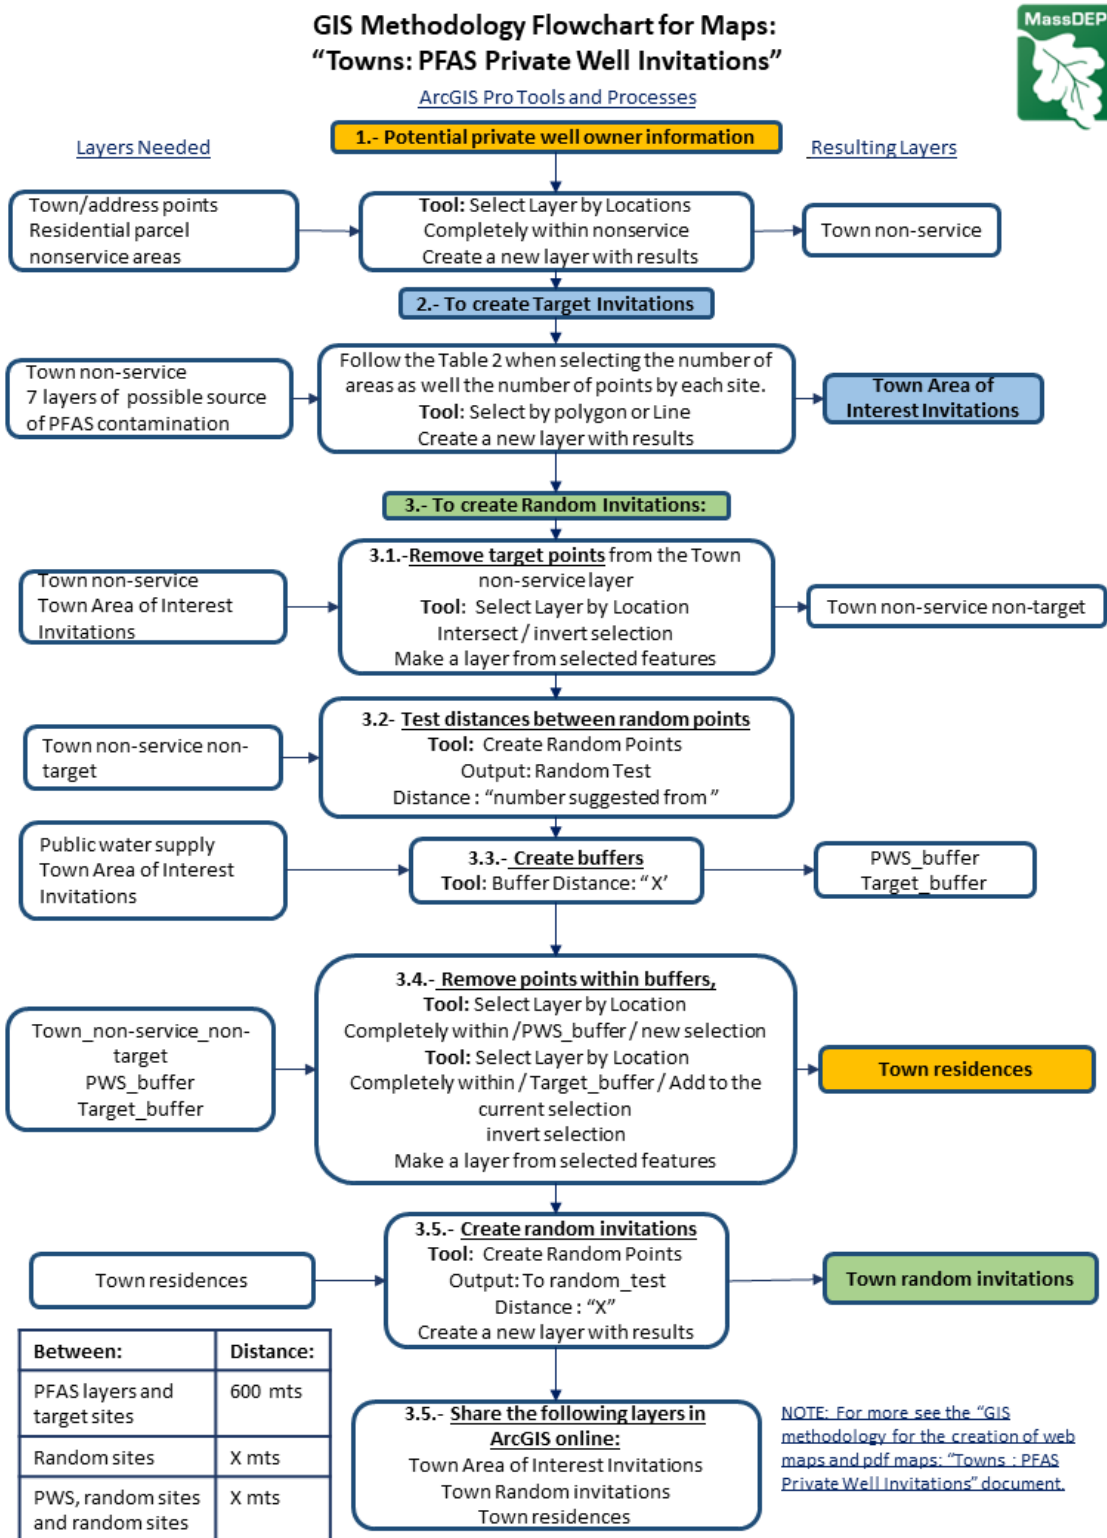 GIS Methodology Flowchart for Maps:
“Towns: PFAS Private Well Invitations”
MassDEP
ArcGIS Pro Tools and Processes
Layers Needed
1.- Potential private well owner information
Resulting Layers
Town/address points
Residential parcel
nonservice areas
Tool: Select Layer by Locations
Completely within nonservice
Create a new layer with results
Town non-service
2.- To create Target Invitations
Town non-service
7 layers of possible source
of PFAS contamination
Follow the Table 2 when selecting the number of
areas as well the number of points by each site.
Tool: Select by polygon or Line
Create a new layer with results
Town Area of
Interest Invitations
3.- To create Random Invitations:
Town non-service
Town Area of Interest
Invitations
3.1.-Remove target points from the Town
non-service layer
Tool: Select Layer by Location
Intersect / invert selection
Make a layer from selected features
Town non-service non-target
Town non-service non-
target
3.2- Test distances between random points
Tool: Create Random Points
Output: Random Test
Distance : “number suggested from ”
Public water supply
Town Area of Interest
Invitations
3.3.- Create buffers
Tool: Buffer Distance: “X’
PWS_buffer
Target_buffer
Town_non-service_non-
target
PWS_buffer
Target_buffer
3.4.- Remove points within buffers,
Tool: Select Layer by Location
Completely within /PWS_buffer / new selection
Tool: Select Layer by Location
Completely within / Target_buffer / Add to the
current selection
invert selection
Make a layer from selected features
Town residences
Town residences
3.5.- Create random invitations
Tool: Create Random Points
Output: To random_test
Distance : “X”
Create a new layer with results
Town random invitations
Between: Distance:
PFAS layers and 600 mts
target sites
Random sites X mts
PWS, random sites X mts
and random sites
3.5.- Share the following layers in
ArcGIS online:
Town Area of Interest Invitations
Town Random invitations
Town residences
NOTE: For more see the “GIS
methodology for the creation of web
maps and pdf maps: “Towns : PFAS
Private Well Invitations” document.